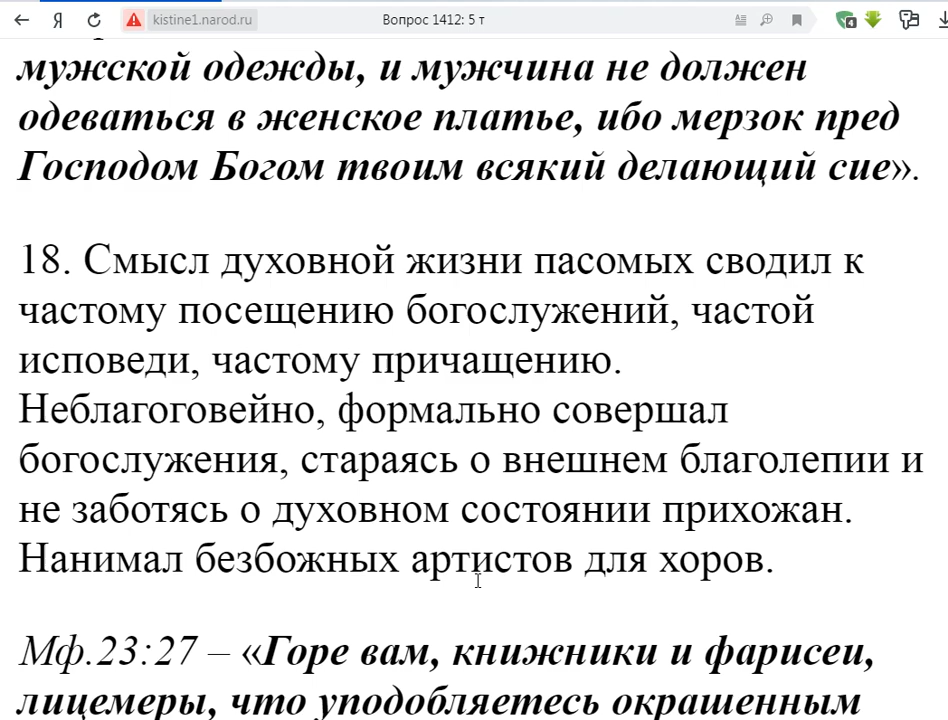 kistine1.narod.ru
Вопрос 1412: 5 т
4
мужской одежды, и мужчина не должен
одеваться в женское платье, ибо мерзок пред
Господом Богом твоим всякий делающий сие».
18. Смысл духовной жизни пасомых сводил к
частому посещению богослужений, частой
исповеди, частому причащению.
Неблагоговейно, формально совершал
богослужения, стараясь о внешнем благолепии и
не заботясь о духовном состоянии прихожан.
Нанимал безбожных артистов для хоров.
Мф.23:27 – «Горе вам, книжники и фарисеи,
лицемеры, что уподобляетесь окрашенным